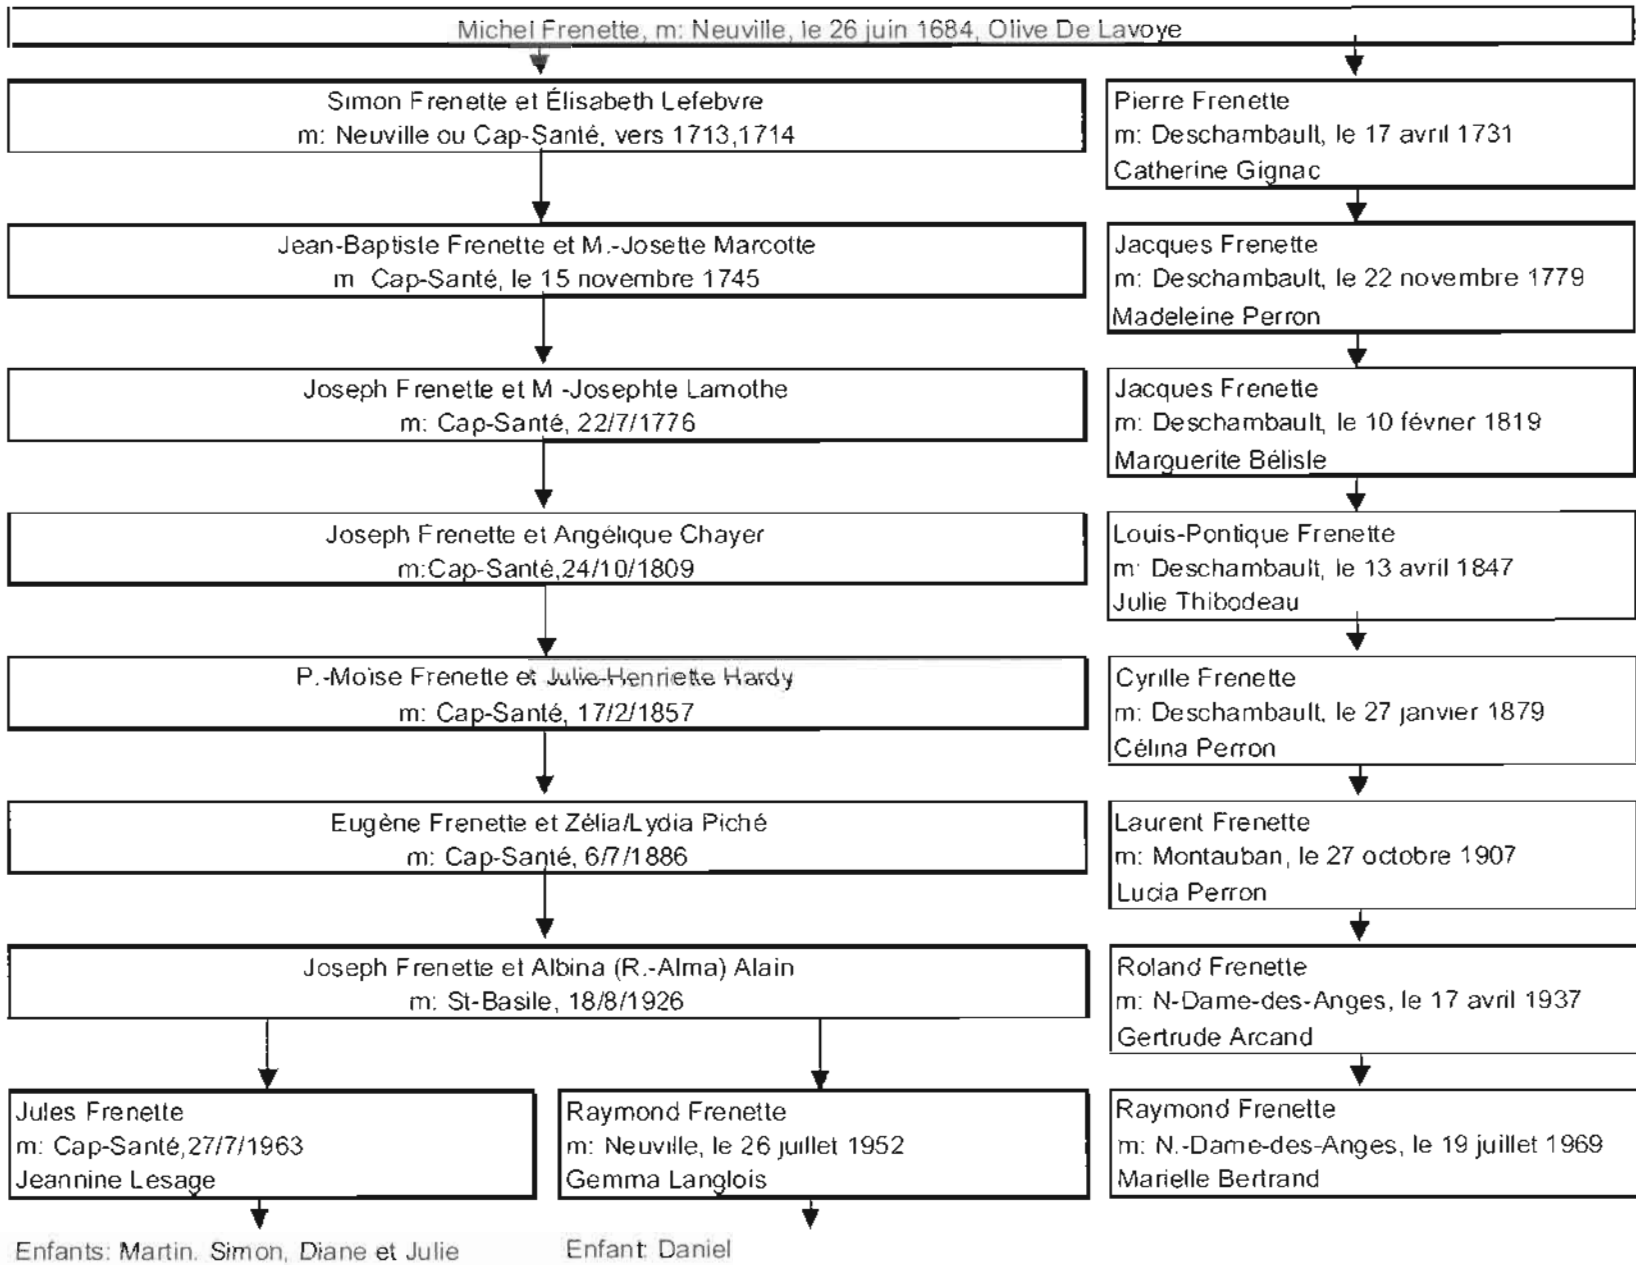 Michel Frenette, m: Neuville, le 26 juin 1684, Olive De Lavoye
Simon Frenette et Élisabeth Lefebvre
m: Neuville ou Cap-Santé, vers 1713,1714
Pierre Frenette
m: Deschambault, le 17 avril 1731
Catherine Gignac
Jean-Baptiste Frenette et M.-Josette Marcotte
m Cap-Santé, le 15 novembre 1745
Jacques Frenette
m: Deschambault, le 22 novembre 1779
Madeleine Perron
Joseph Frenette et M -Josephte Lamothe
m: Cap-Santé, 22/7/1776
Jacques Frenette
m: Deschambault, le 10 février 1819
Marguerite Bélisle
Joseph Frenette et Angélique Chayer
m:Cap-Santé,24/10/1809
Louis-Pontique Frenette
m: Deschambault, le 13 avril 1847
Julie Thibodeau
P.-Moïse Frenette et Julie-Henriette Hardy
m: Cap-Santé, 17/2/1857
Cyrille Frenette
m: Deschambault, le 27 janvier 1879
Célina Perron
Eugène Frenette et Zélia/Lydia Piché
m: Cap-Santé, 6/7/1886
Laurent Frenette
m: Montauban, le 27 octobre 1907
Lucia Perron
Joseph Frenette et Albina (R.-Alma) Alain
m: St-Basile, 18/8/1926
Roland Frenette
m: N-Dame-des-Anges, le 17 avril 1937
Gertrude Arcand
Jules Frenette
m: Cap-Santé,27/7/1963
Jeannine Lesage
Raymond Frenette
m: Neuville, le 26 juillet 1952
Gemma Langlois
Raymond Frenette
m: N.-Dame-des-Anges, le 19 juillet 1969
Marielle Bertrand
Enfants: Martin. Simon, Diane et Julie
Enfant: Daniel